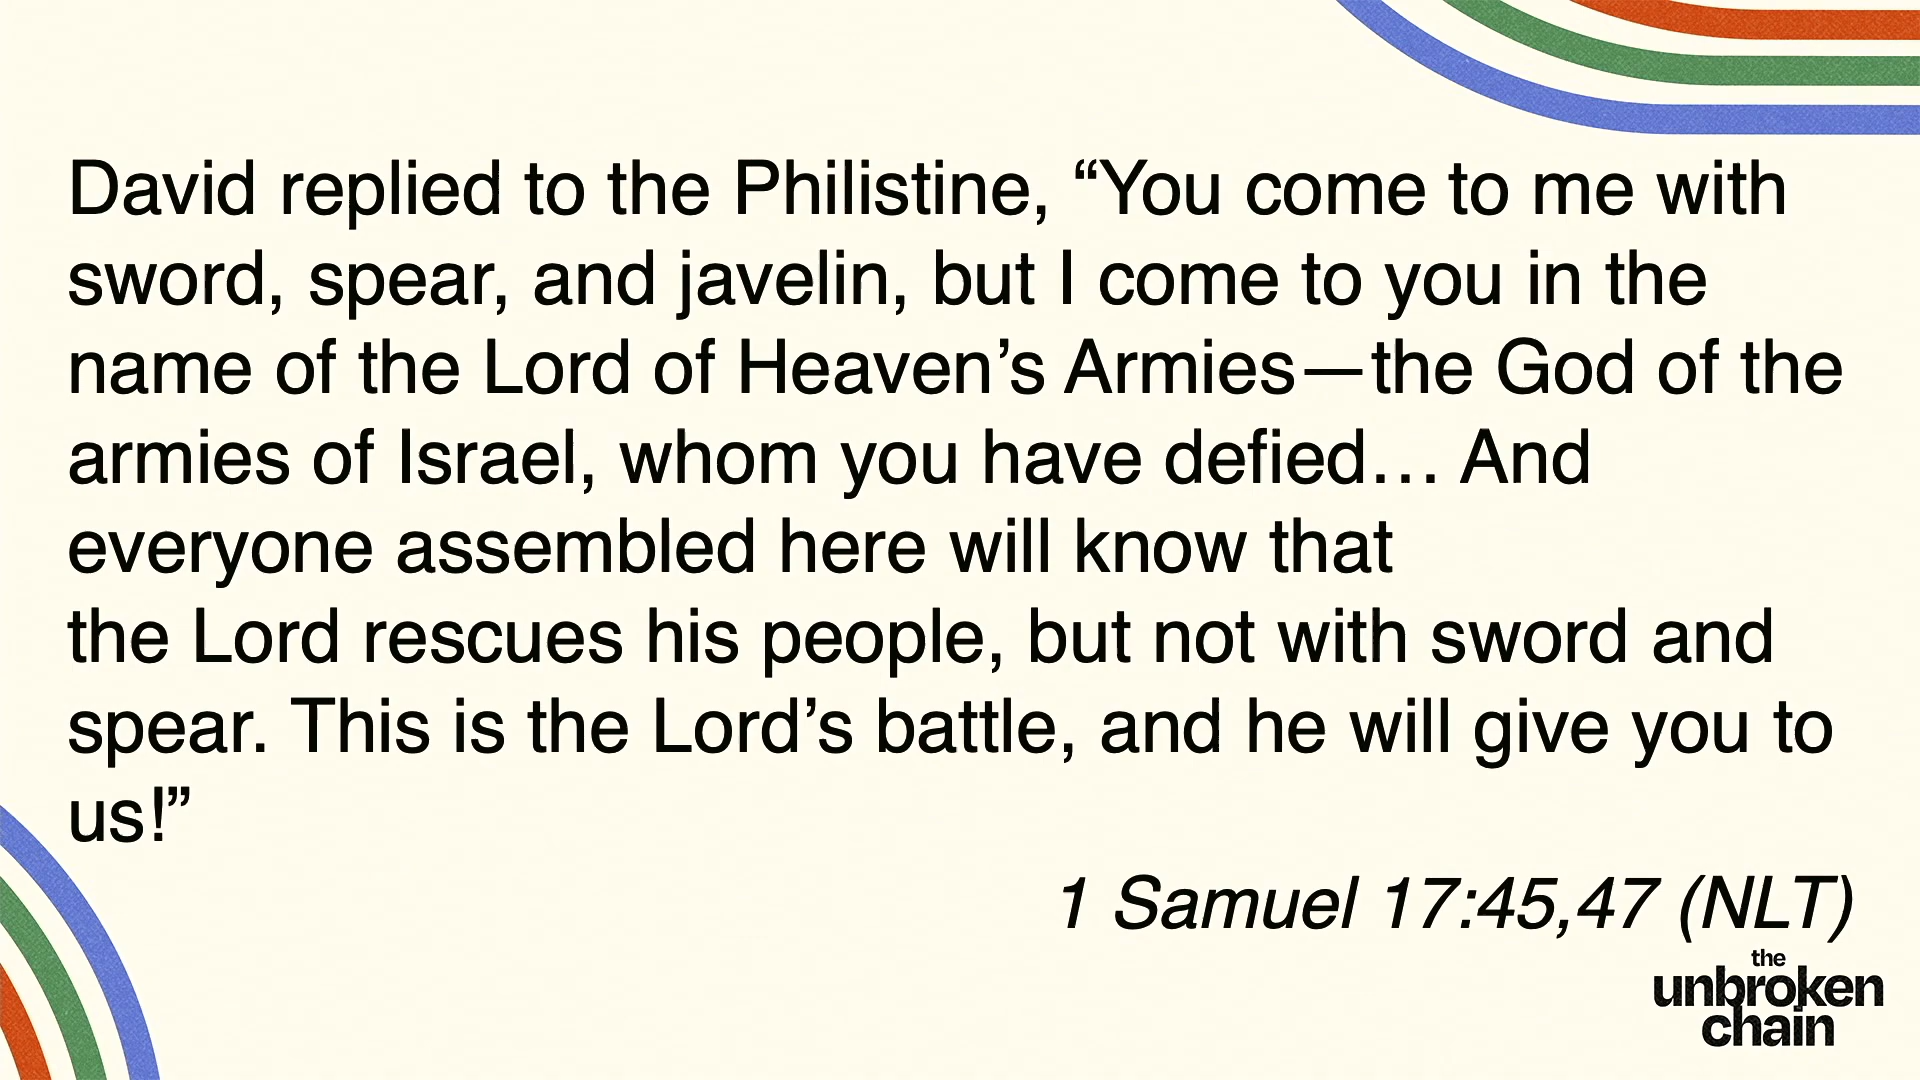 David replied to the Philistine, “You come to me with
sword, spear, and javelin, but I come to you in the
name of the Lord of Heaven’s Armies—the God of the
armies of Israel, whom you have defied… And
everyone assembled here will know that
the Lord rescues his people, but not with sword and
spear. This is the Lord’s battle, and he will give you to
us!”
1 Samuel 17:45,47 (NLT)
the
unbroken
chain